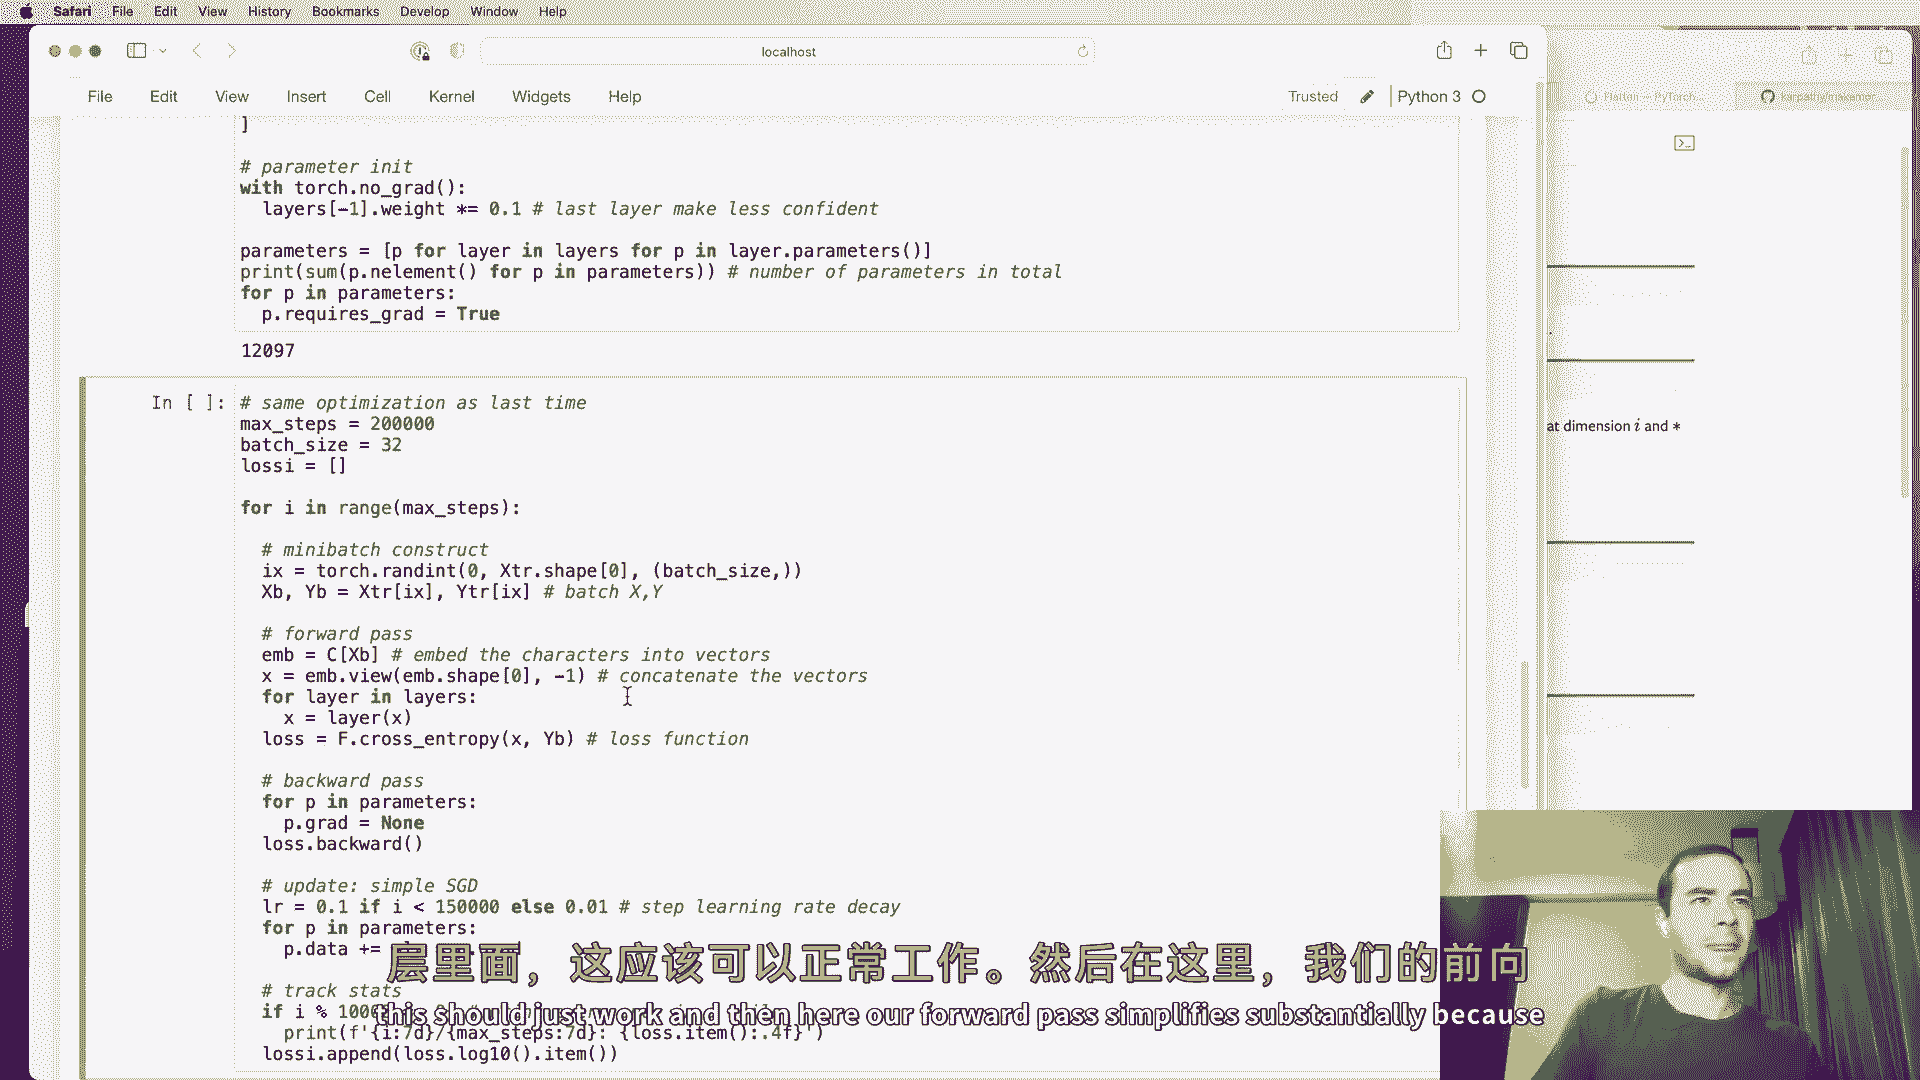 Safari File Edit View History Bookmarks Develop Window Help
localhost
File Edit View Insert Cell Kernel Widgets Help
Trusted Python 3
Flatten — PyTorch...
karpathy/makemor...
]
# parameter init
with torch.no_grad():
  layers[-1].weight *= 0.1 # last layer make less confident
parameters = [p for layer in layers for p in layer.parameters()]
print(sum(p.nelement() for p in parameters)) # number of parameters in total
for p in parameters:
  p.requires_grad = True
12097
at dimension i and *
In [ ]: # same optimization as last time
max_steps = 200000
batch_size = 32
lossi = []
for i in range(max_steps):
  # minibatch construct
  ix = torch.randint(0, Xtr.shape[0], (batch_size,))
  Xb, Yb = Xtr[ix], Ytr[ix] # batch X,Y
  # forward pass
  emb = C[Xb] # embed the characters into vectors
  x = emb.view(emb.shape[0], -1) # concatenate the vectors
  for layer in layers:
    x = layer(x)
  loss = F.cross_entropy(x, Yb) # loss function
  # backward pass
  for p in parameters:
    p.grad = None
  loss.backward()
  # update: simple SGD
  lr = 0.1 if i < 150000 else 0.01 # step learning rate decay
  for p in parameters:
    p.data +=
  # track stats
  if i % 1000
    print(f'{i:7d}/{max_steps:7d}: {loss.item():.4f}')
  lossi.append(loss.log10().item())
层里面，这应该可以正常工作。然后在这里，我们的前向
this should just work and then here our forward pass simplifies substantially because